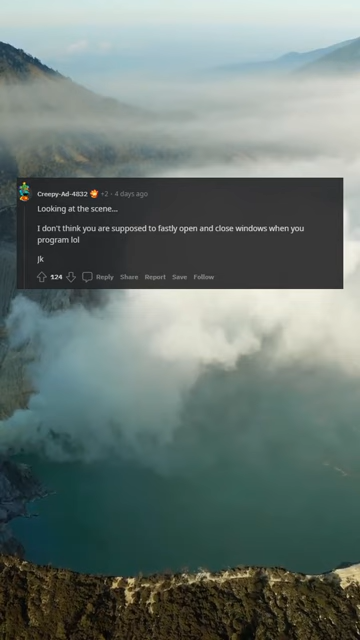 Creepy-Ad-4832 +2 · 4 days ago
Looking at the scene...
I don't think you are supposed to fastly open and close windows when you
program lol
Jk
124 Reply Share Report Save Follow